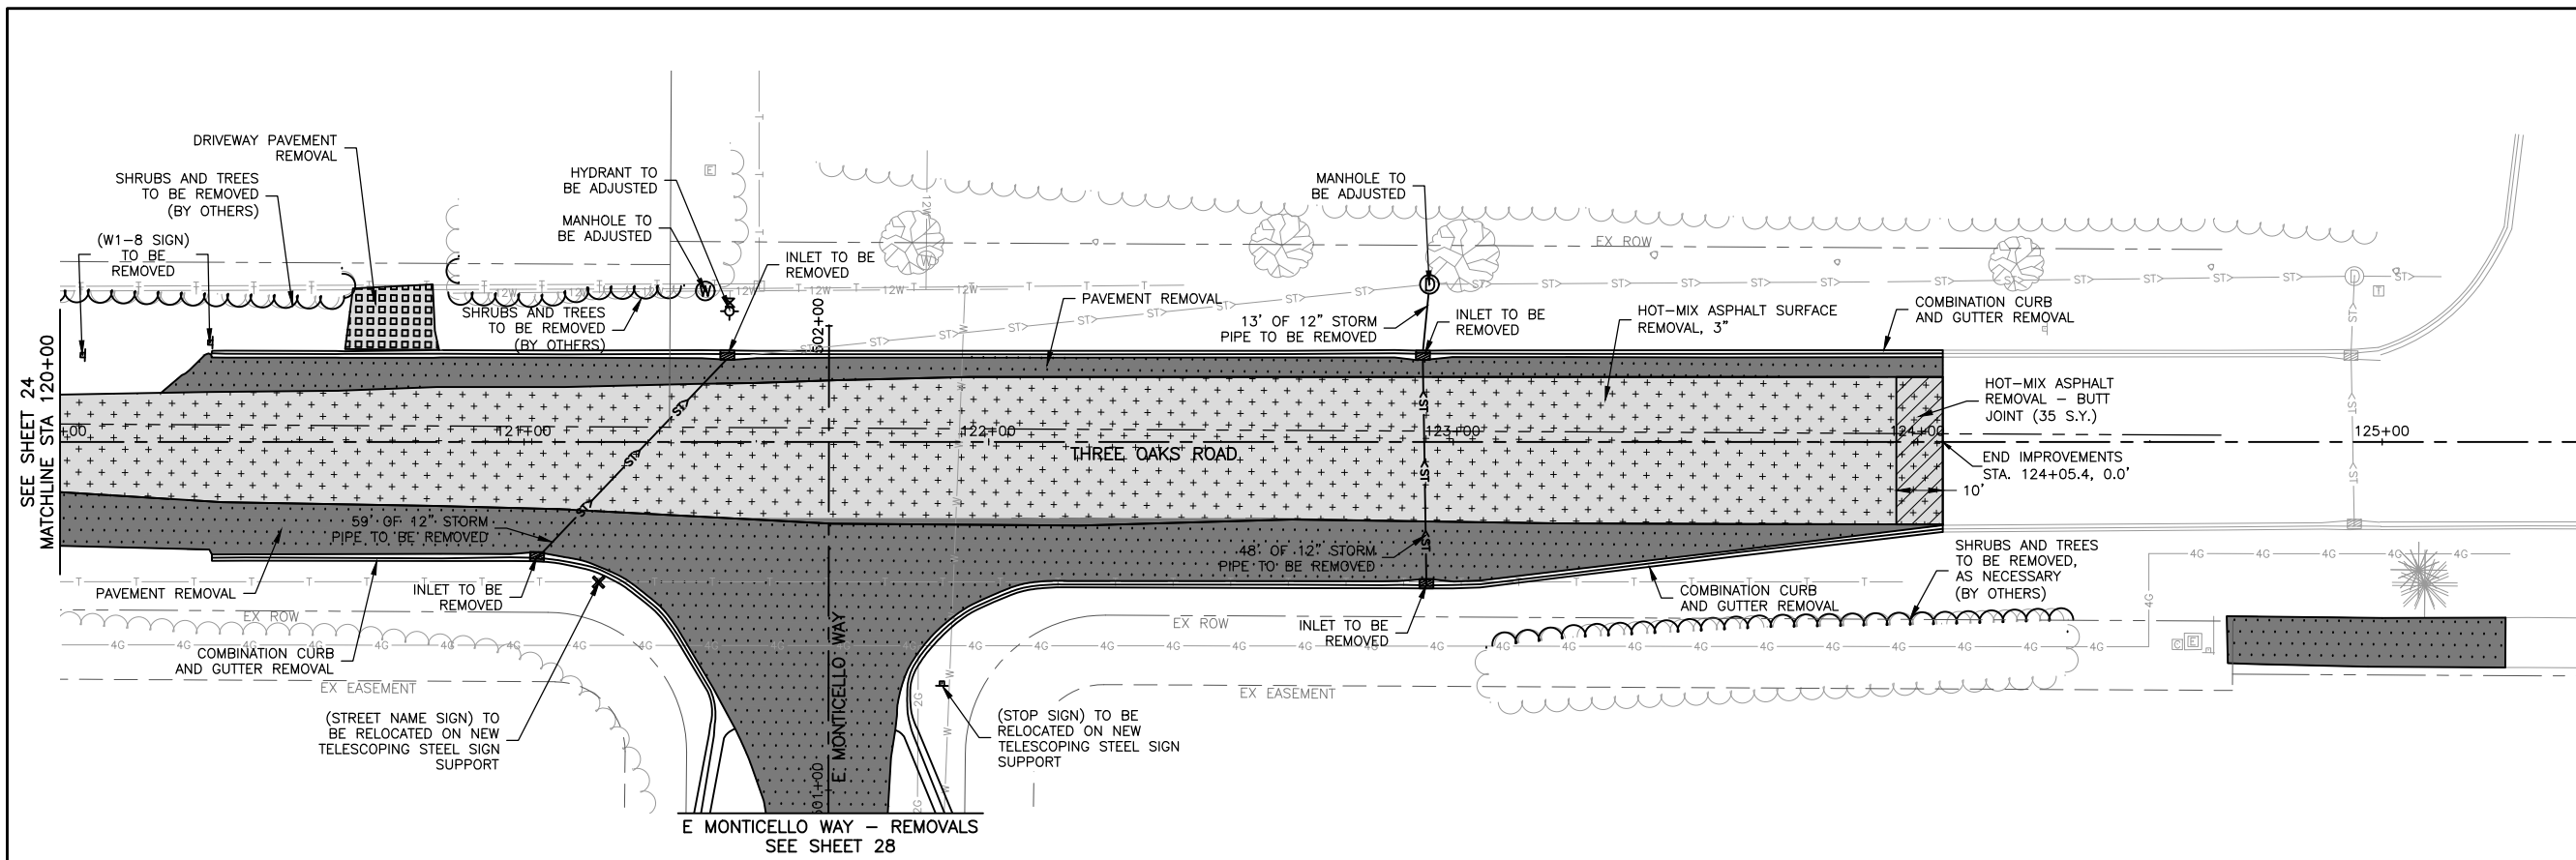 DRIVEWAY PAVEMENT
REMOVAL
SHRUBS AND TREES
TO BE REMOVED
(BY OTHERS)
(W1-8 SIGN)
TO BE
REMOVED
HYDRANT TO
BE ADJUSTED
MANHOLE TO
BE ADJUSTED
INLET TO BE
REMOVED
SHRUBS AND TREES
TO BE REMOVED
(BY OTHERS)
PAVEMENT REMOVAL
MANHOLE TO
BE ADJUSTED
13' OF 12" STORM
PIPE TO BE REMOVED
INLET TO BE
REMOVED
HOT-MIX ASPHALT SURFACE
REMOVAL, 3"
COMBINATION CURB
AND GUTTER REMOVAL
EX ROW
HOT-MIX ASPHALT
REMOVAL - BUTT
JOINT (35 S.Y.)
END IMPROVEMENTS
STA. 124+05.4, 0.0'
10'
SEE SHEET 24
MATCHLINE STA 120+00
+00
121+00
122+00
123+00
124+00
125+00
502+00
THREE OAKS ROAD
59' OF 12" STORM
PIPE TO BE REMOVED
48' OF 12" STORM
PIPE TO BE REMOVED
PAVEMENT REMOVAL
INLET TO BE
REMOVED
EX ROW
COMBINATION CURB
AND GUTTER REMOVAL
EX EASEMENT
(STREET NAME SIGN) TO
BE RELOCATED ON NEW
TELESCOPING STEEL SIGN
SUPPORT
E MONTICELLO WAY
501+00
(STOP SIGN) TO BE
RELOCATED ON NEW
TELESCOPING STEEL SIGN
SUPPORT
EX ROW
EX EASEMENT
INLET TO BE
REMOVED
COMBINATION CURB
AND GUTTER REMOVAL
SHRUBS AND TREES
TO BE REMOVED,
AS NECESSARY
(BY OTHERS)
E MONTICELLO WAY - REMOVALS
SEE SHEET 28